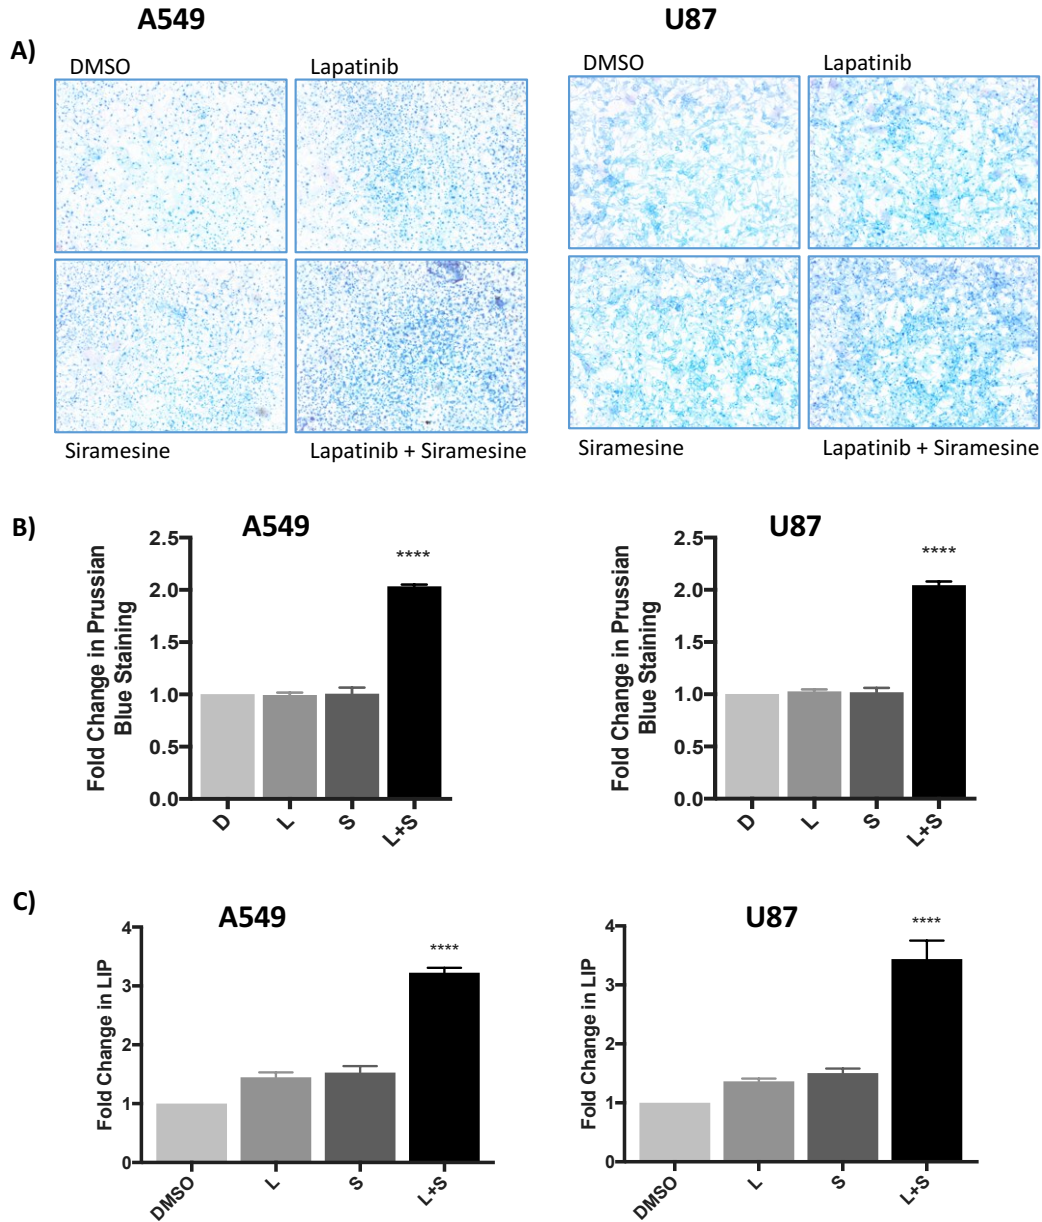 A549
U87
A)
DMSO
Lapatinib
DMSO
Lapatinib
Siramesine
Lapatinib + Siramesine
Siramesine
Lapatinib + Siramesine
B)
A549
Fold Change in Prussian
Blue Staining
2.5
2.0
1.5
1.0
0.5
0.0
****
D
L
S
L+S
U87
Fold Change in Prussian
Blue Staining
2.5
2.0
1.5
1.0
0.5
0.0
****
D
L
S
L+S
C)
A549
Fold Change in LIP
4
3
2
1
0
****
DMSO
L
S
L+S
U87
Fold Change in LIP
4
3
2
1
0
****
DMSO
L
S
L+S